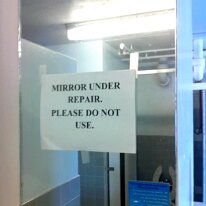 MIRROR UNDER
REPAIR.
PLEASE DO NOT
USE.